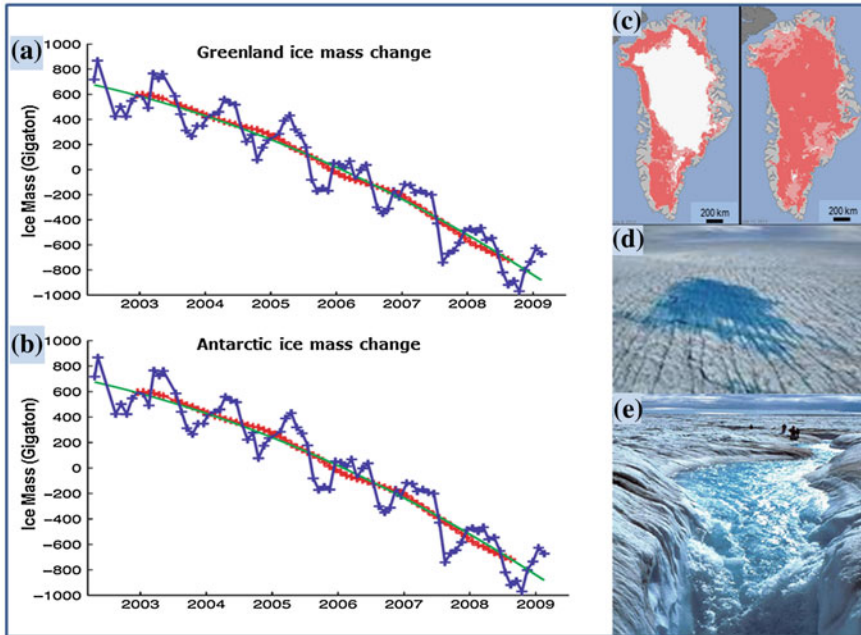 (a)
Greenland ice mass change
Ice Mass (Gigaton)
1000
800
600
400
200
0
−200
−400
−600
−800
−1000
2003 2004 2005 2006 2007 2008 2009
(b)
Antarctic ice mass change
Ice Mass (Gigaton)
1000
800
600
400
200
0
−200
−400
−600
−800
−1000
2003 2004 2005 2006 2007 2008 2009
(c)
200 km
200 km
(d)
(e)